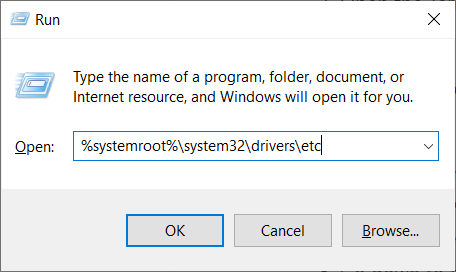 Run
Type the name of a program, folder, document, or
Internet resource, and Windows will open it for you.
Open: %systemroot%\system32\drivers\etc
OK Cancel Browse...